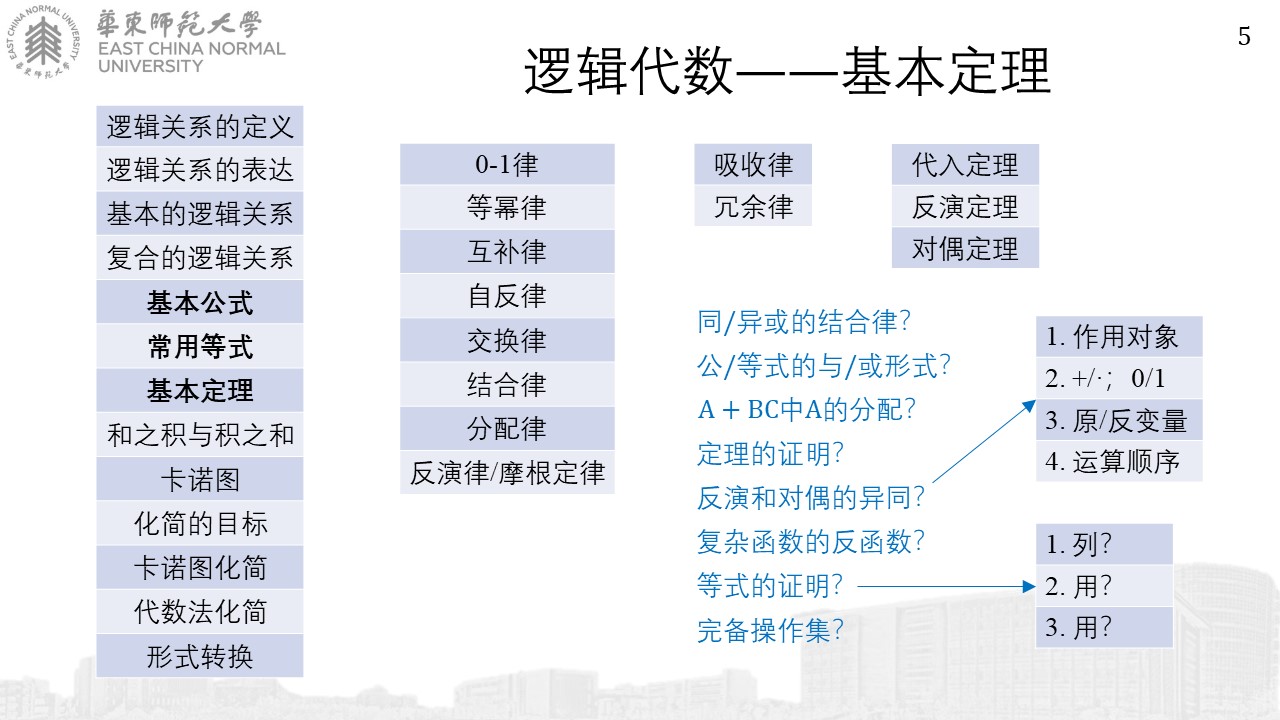 EAST CHINA NORMAL UNIVERSITY
華東师范大學
華東师范大學
EAST CHINA NORMAL
UNIVERSITY
5
逻辑代数——基本定理
逻辑关系的定义
逻辑关系的表达
基本的逻辑关系
复合的逻辑关系
基本公式
常用等式
基本定理
和之积与积之和
卡诺图
化简的目标
卡诺图化简
代数法化简
形式转换
0-1律
等幂律
互补律
自反律
交换律
结合律
分配律
反演律/摩根定律
吸收律
冗余律
代入定理
反演定理
对偶定理
同/异或的结合律?
公/等式的与/或形式?
A + BC中A的分配?
定理的证明?
反演和对偶的异同?
复杂函数的反函数?
等式的证明?
完备操作集?
1. 作用对象
2. +/·；0/1
3. 原/反变量
4. 运算顺序
1. 列?
2. 用?
3. 用?